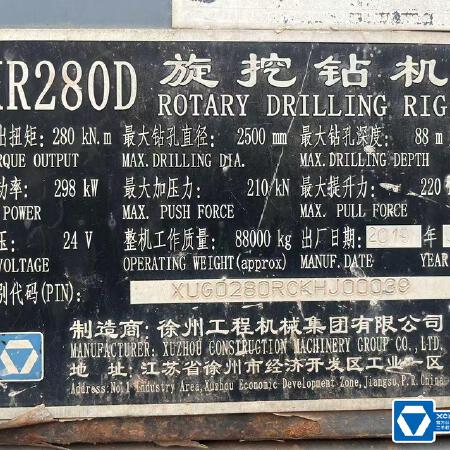 XR280D 旋挖钻机
ROTARY DRILLING RIG
出扭矩: 280 kN.m 最大钻孔直径: 2500 mm 最大钻孔深度: 88 m
RQUE OUTPUT MAX. DRILLING DIA. MAX. DRILLING DEPTH
功率: 298 kW 最大加压力: 210/kN 最大提升力: 220
POWER MAX. PUSH FORCE MAX. PULL FORCE
压: 24 V 整机工作质量: 88000 kg 出厂日期: 2019 年
OPERATING WEIGHT(approx) MANUF. DATE YEAR
别代码(PIN): XUG0280RCKHJ00039
制造商: 徐州工程机械集团有限公司
MANUFACTURER: XUZHOU CONSTRUCTION MACHINERY GROUP CO., LTD.
地 址: 江苏省徐州市经济开发区工业一区
Address: No.1 Industry Area, Xuzhou Economic Development Zone, Jiangsu, P.R. China